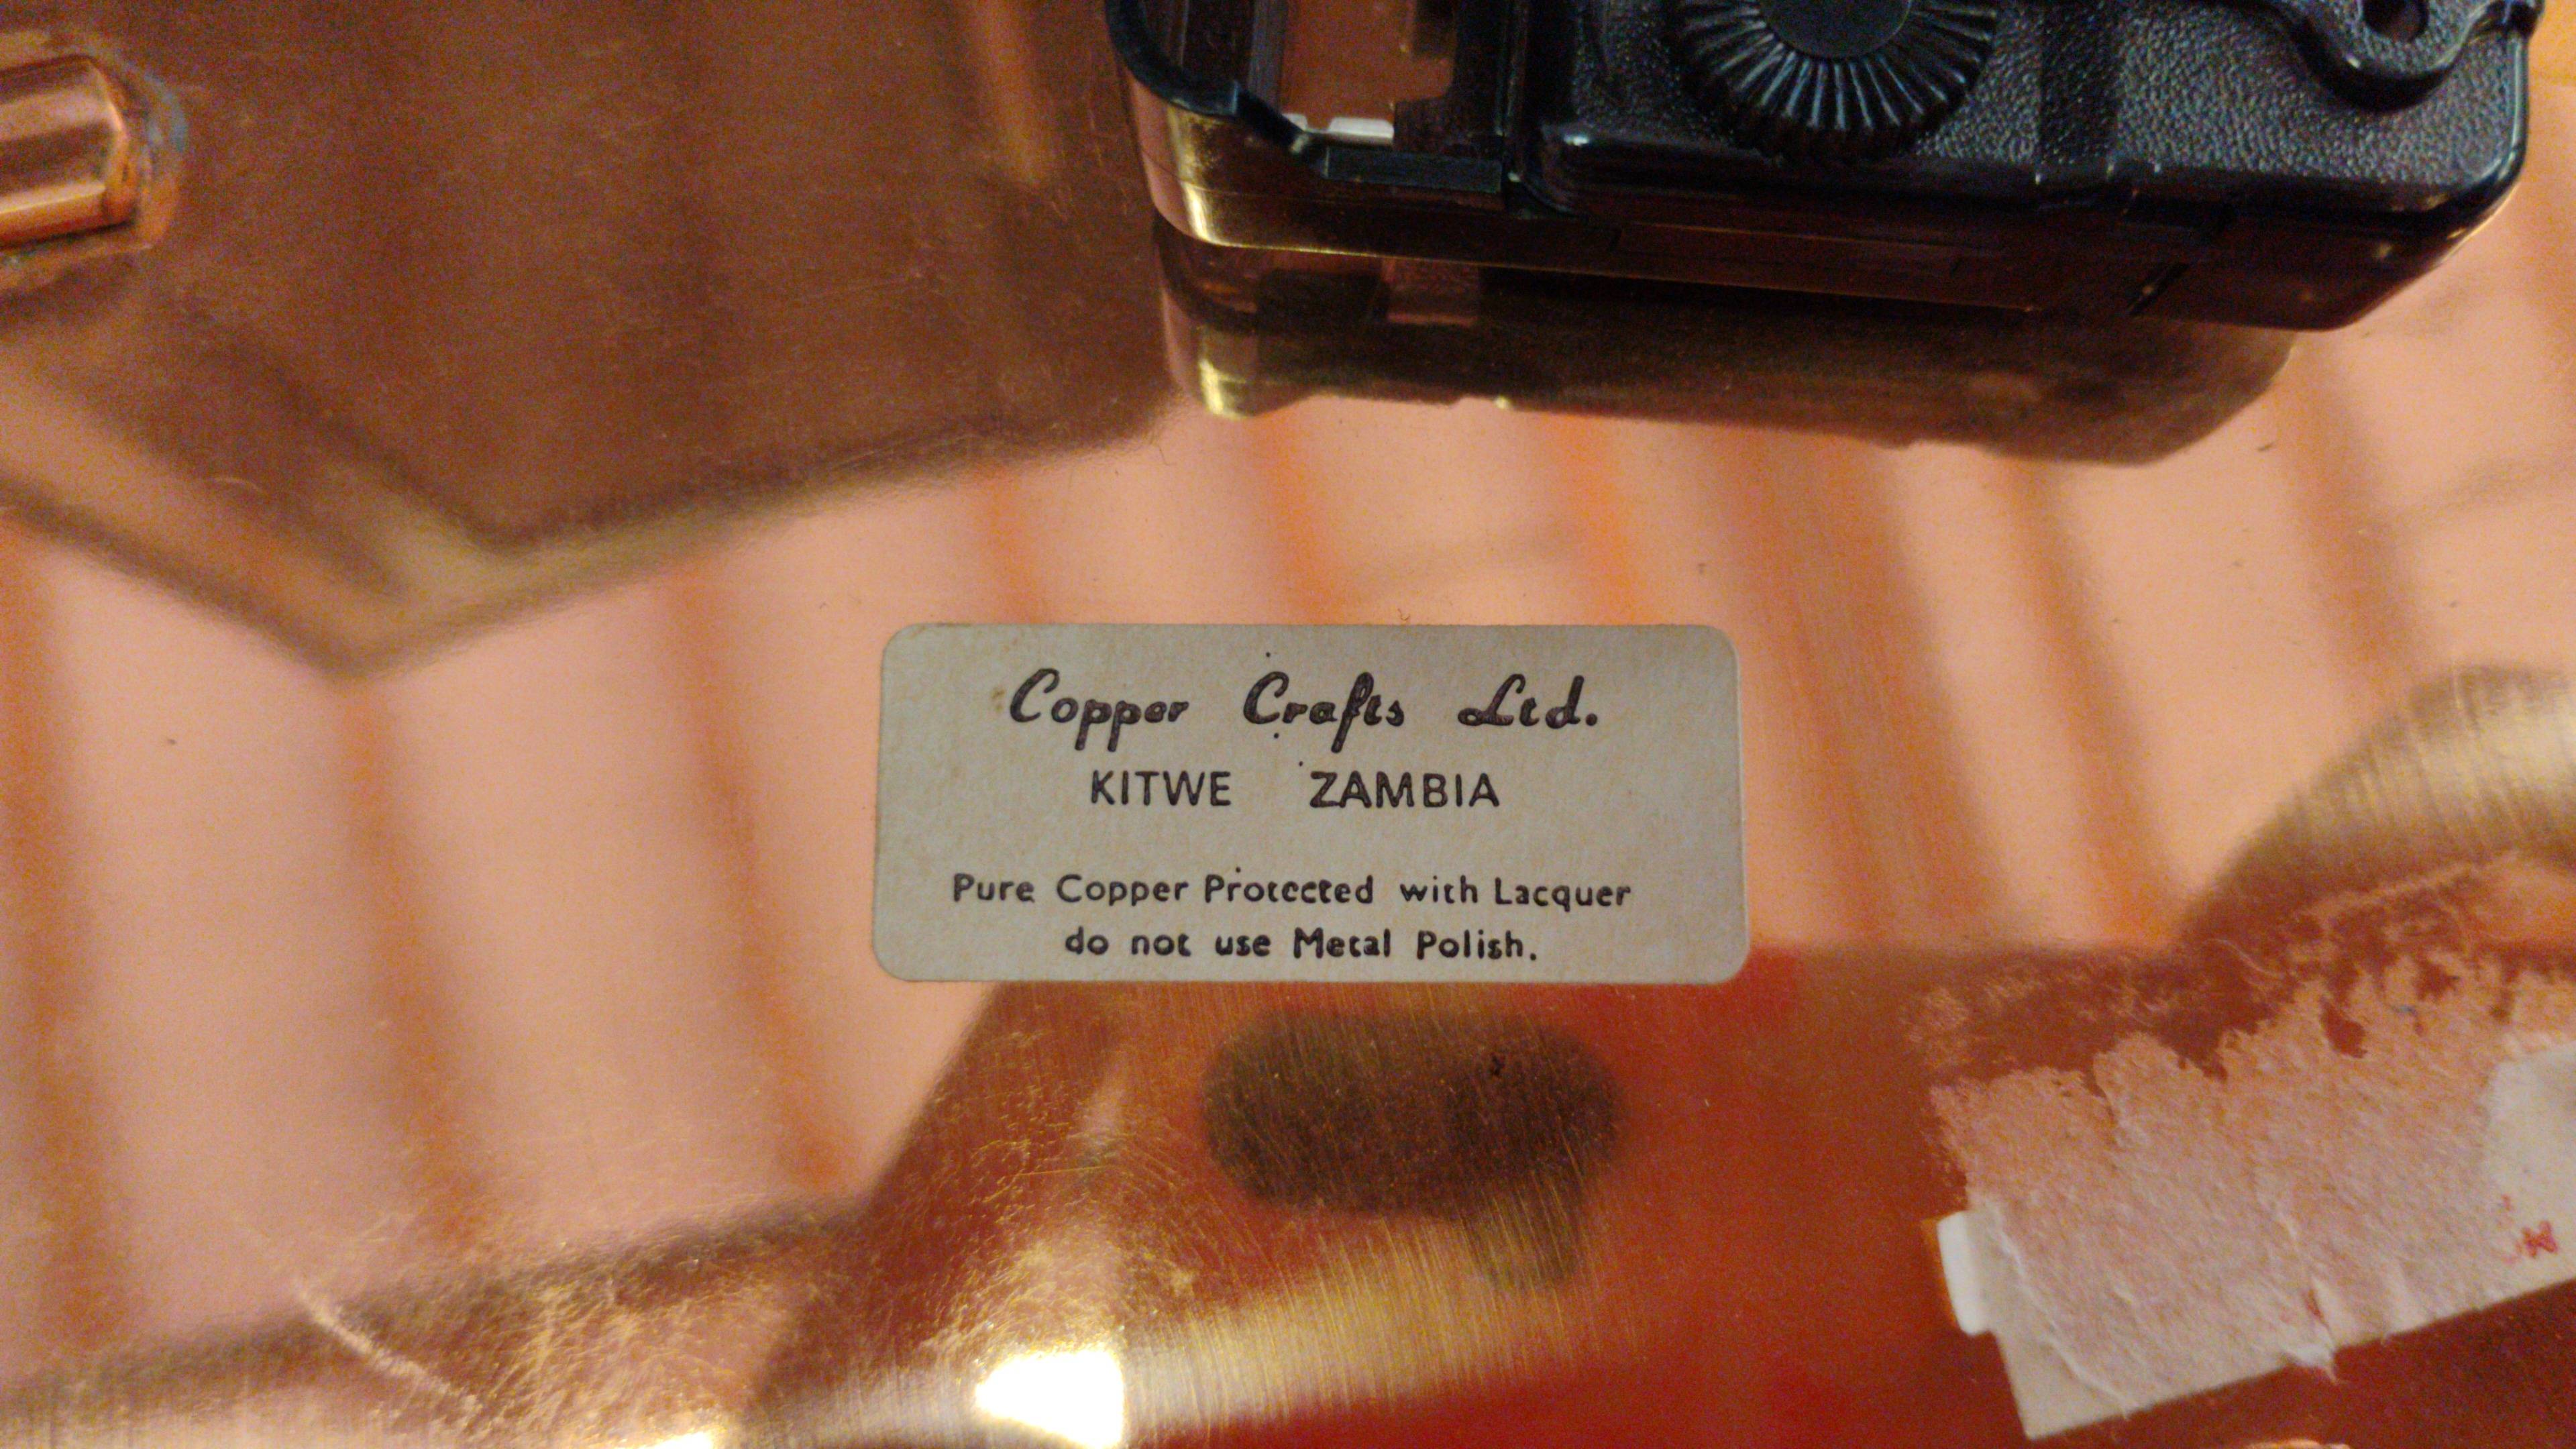 Copper Crafts Ltd.
KITWE ZAMBIA
Pure Copper Protected with Lacquer
do not use Metal Polish.